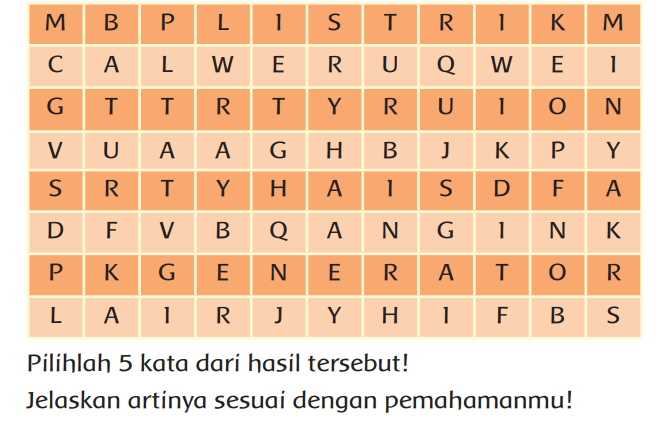 M B P L I S T R I K M
C A L W E R U Q W E I
G T T R T Y R U I O N
V U A A G H B J K P Y
S R T Y H A I S D F A
D F V B Q A N G I N K
P K G E N E R A T O R
L A I R J Y H I F B S
Pilihlah 5 kata dari hasil tersebut!
Jelaskan artinya sesuai dengan pemahamanmu!